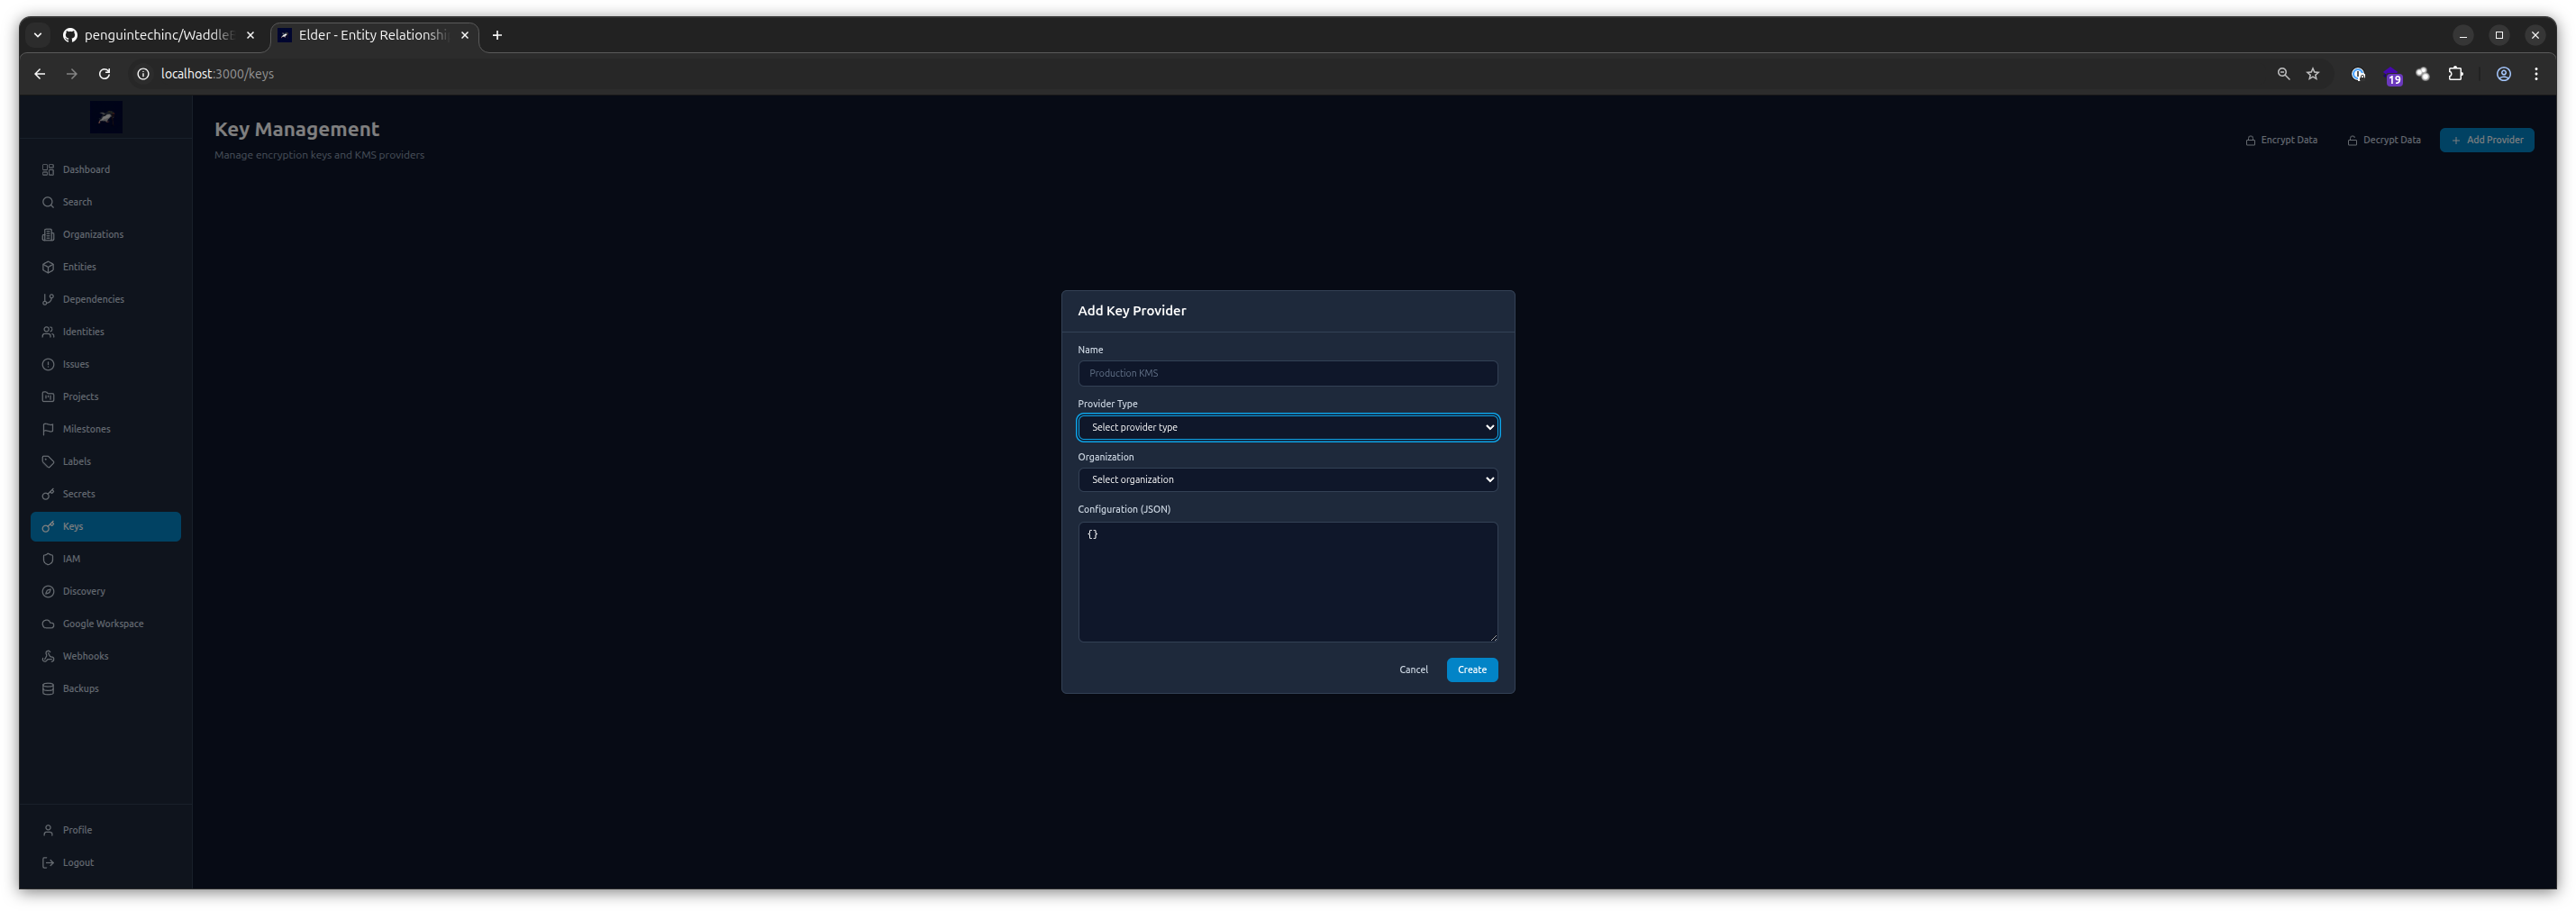 penguintechinc/Waddle
Elder - Entity Relationshi
localhost:3000/keys
19
Key Management
Manage encryption keys and KMS providers
Encrypt Data
Decrypt Data
+ Add Provider
Dashboard
Search
Organizations
Entities
Dependencies
Identities
Issues
Projects
Milestones
Labels
Secrets
Keys
IAM
Discovery
Google Workspace
Webhooks
Backups
Profile
Logout
Add Key Provider
Name
Production KMS
Provider Type
Select provider type
Organization
Select organization
Configuration (JSON)
{}
Cancel
Create